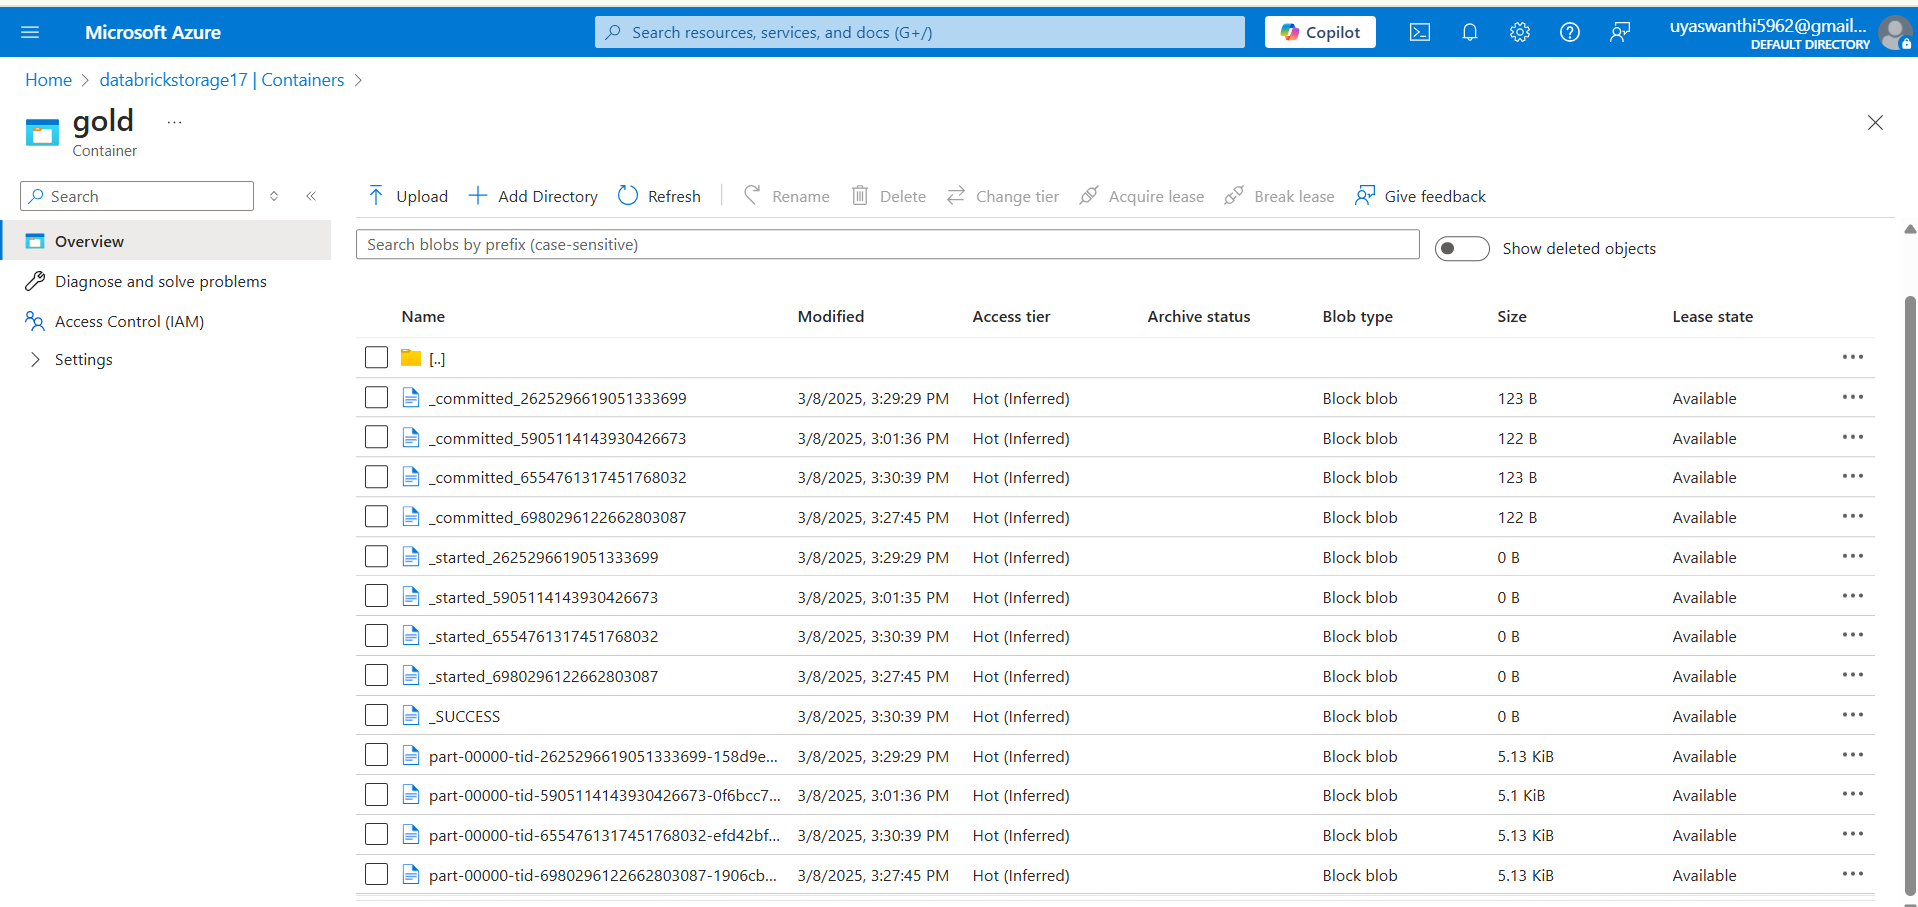 Microsoft Azure
Search resources, services, and docs (G+/)
Copilot
uyaswanthi5962@gmail...
DEFAULT DIRECTORY
Home > databrickstorage17 | Containers >
gold ...
Container
Search
Upload Add Directory Refresh Rename Delete Change tier Acquire lease Break lease Give feedback
Overview
Diagnose and solve problems
Access Control (IAM)
Settings
Search blobs by prefix (case-sensitive)
Show deleted objects
Name Modified Access tier Archive status Blob type Size Lease state
[..]
_committed_2625296619051333699 3/8/2025, 3:29:29 PM Hot (Inferred) Block blob 123 B Available
_committed_5905114143930426673 3/8/2025, 3:01:36 PM Hot (Inferred) Block blob 122 B Available
_committed_6554761317451768032 3/8/2025, 3:30:39 PM Hot (Inferred) Block blob 123 B Available
_committed_6980296122662803087 3/8/2025, 3:27:45 PM Hot (Inferred) Block blob 122 B Available
_started_2625296619051333699 3/8/2025, 3:29:29 PM Hot (Inferred) Block blob 0 B Available
_started_5905114143930426673 3/8/2025, 3:01:35 PM Hot (Inferred) Block blob 0 B Available
_started_6554761317451768032 3/8/2025, 3:30:39 PM Hot (Inferred) Block blob 0 B Available
_started_6980296122662803087 3/8/2025, 3:27:45 PM Hot (Inferred) Block blob 0 B Available
_SUCCESS 3/8/2025, 3:30:39 PM Hot (Inferred) Block blob 0 B Available
part-00000-tid-2625296619051333699-158d9e... 3/8/2025, 3:29:29 PM Hot (Inferred) Block blob 5.13 KiB Available
part-00000-tid-5905114143930426673-0f6bcc7... 3/8/2025, 3:01:36 PM Hot (Inferred) Block blob 5.1 KiB Available
part-00000-tid-6554761317451768032-efd42bf... 3/8/2025, 3:30:39 PM Hot (Inferred) Block blob 5.13 KiB Available
part-00000-tid-6980296122662803087-1906cb... 3/8/2025, 3:27:45 PM Hot (Inferred) Block blob 5.13 KiB Available